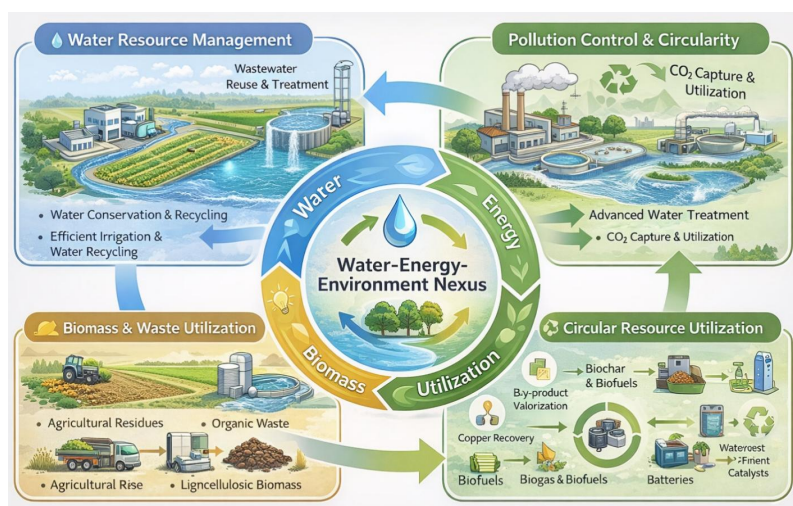 Water Resource Management
Wastewater
Reuse & Treatment
• Water Conservation & Recycling
• Efficient Irrigation &
Water Recycling
Pollution Control & Circularity
CO₂ Capture &
Utilization
Advanced Water Treatment
• CO₂ Capture & Utilization
Water
Energy
Water-Energy-
Environment Nexus
Biomass
Utilization
Biomass & Waste Utilization
• Agricultural Residues
• Organic Waste
• Agricultural Rise
• Ligncellulosic Biomass
Circular Resource Utilization
By-product
Valorization
Biochar
& Biofuels
Copper Recovery
Biofuels
Biogas & Biofuels
Batteries
Catalysts